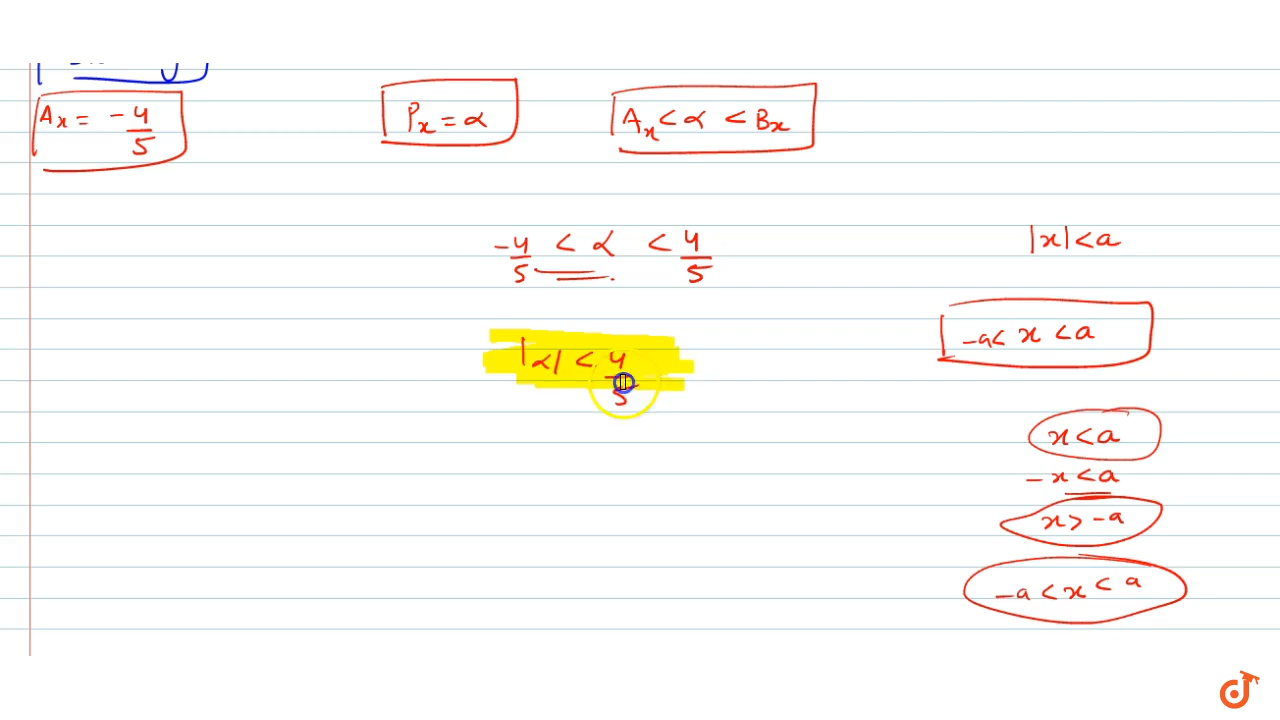 Ax = -4/5
Px = α
Ax < α < Bx
-4/5 < α < 4/5
|α| < 4/5
|x| < a
-a < x < a
x < a
-x < a
x > -a
-a < x < a